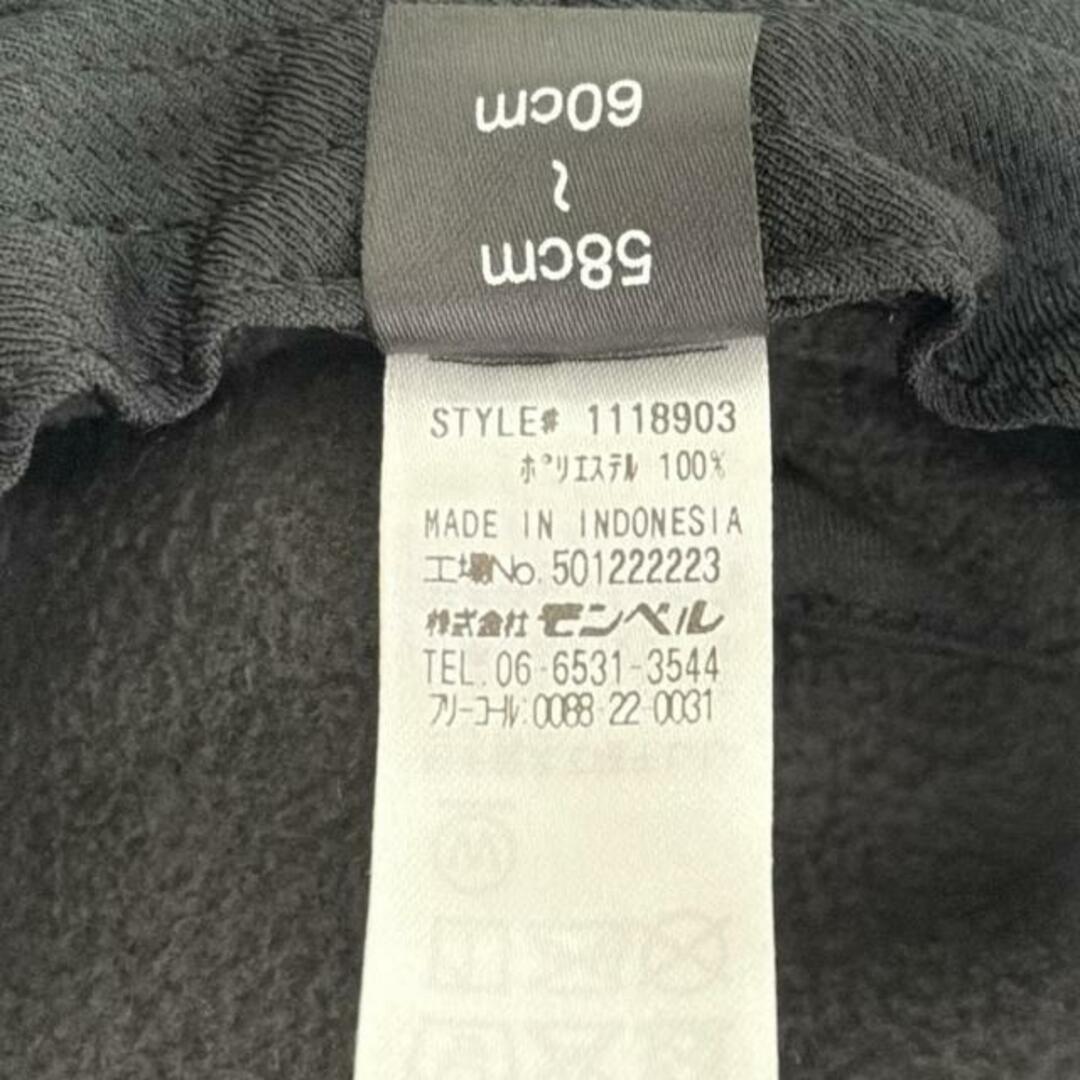 60cm
~
58cm
STYLE# 1118903
ポリエステル 100%
MADE IN INDONESIA
工場No.501222223
株式会社 モンベル
TEL.06-6531-3544
フリーコール:0088-22-0031